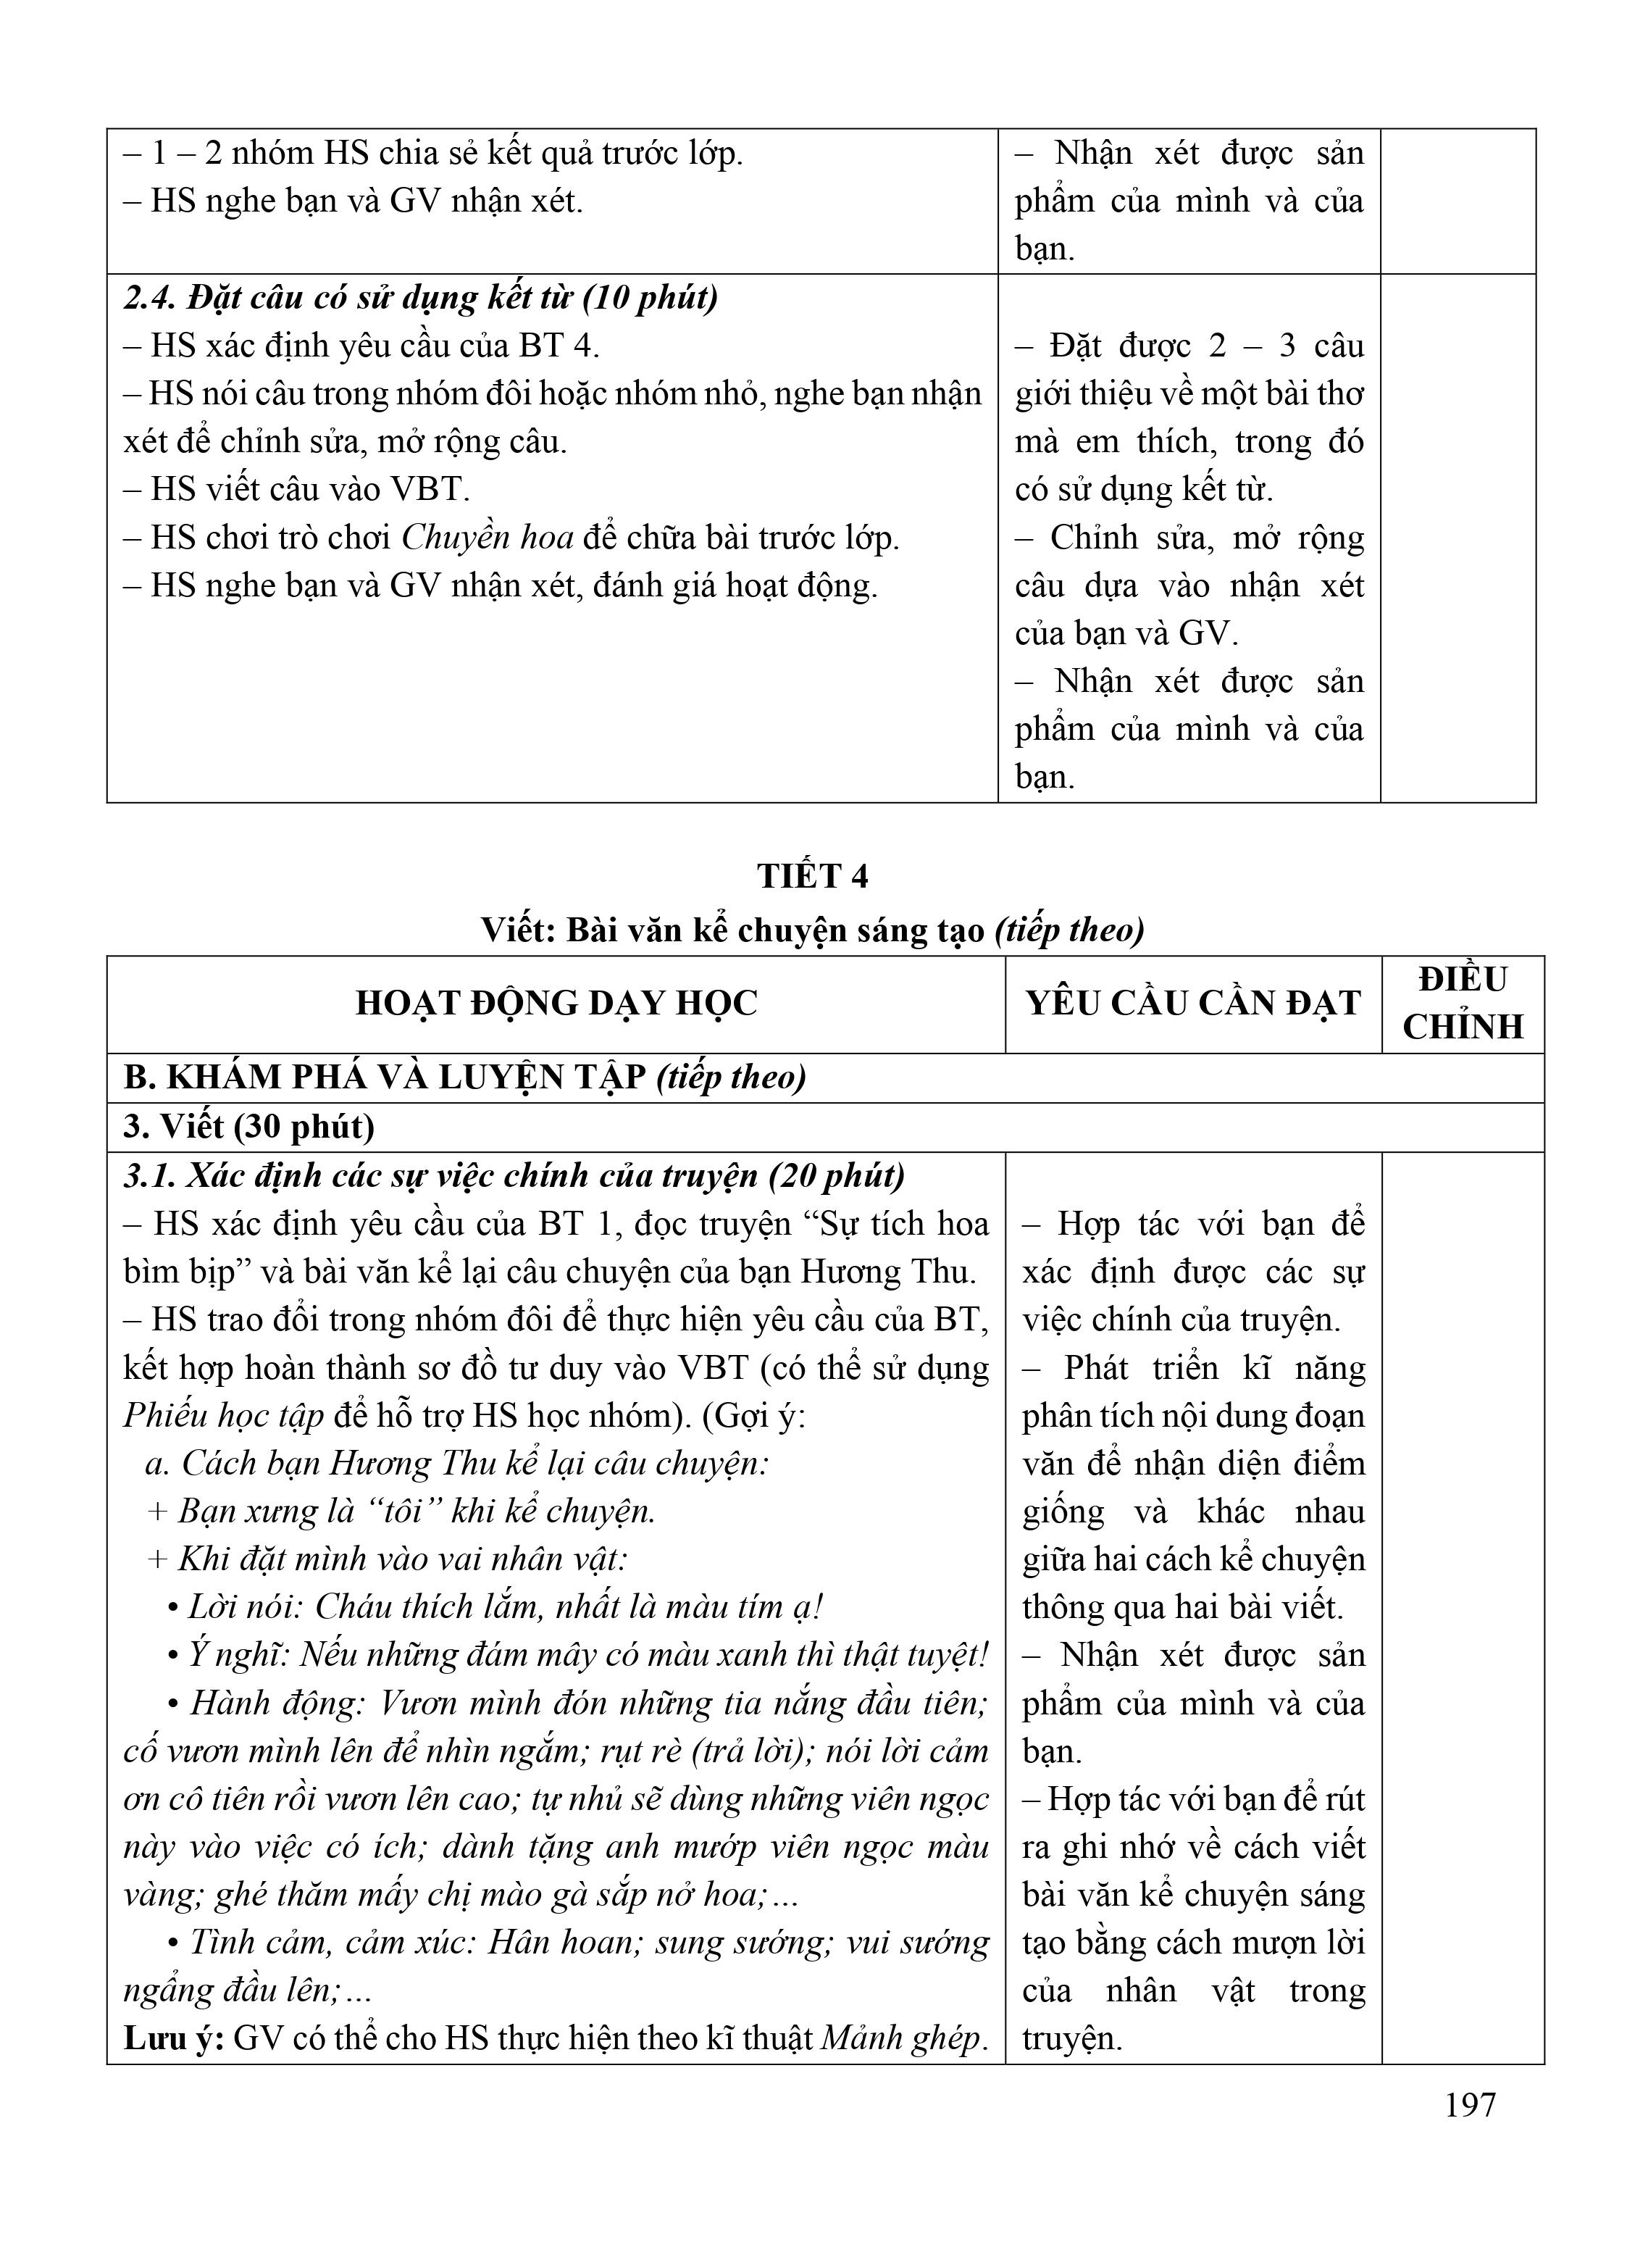 – 1 – 2 nhóm HS chia sẻ kết quả trước lớp.
– HS nghe bạn và GV nhận xét.
– Nhận xét được sản
phẩm của mình và của
bạn.
2.4. Đặt câu có sử dụng kết từ (10 phút)
– HS xác định yêu cầu của BT 4.
– HS nói câu trong nhóm đôi hoặc nhóm nhỏ, nghe bạn nhận
xét để chỉnh sửa, mở rộng câu.
– HS viết câu vào VBT.
– HS chơi trò chơi Chuyền hoa để chữa bài trước lớp.
– HS nghe bạn và GV nhận xét, đánh giá hoạt động.
– Đặt được 2 – 3 câu
giới thiệu về một bài thơ
mà em thích, trong đó
có sử dụng kết từ.
– Chỉnh sửa, mở rộng
câu dựa vào nhận xét
của bạn và GV.
– Nhận xét được sản
phẩm của mình và của
bạn.
TIẾT 4
Viết: Bài văn kể chuyện sáng tạo (tiếp theo)
HOẠT ĐỘNG DẠY HỌC
YÊU CẦU CẦN ĐẠT
ĐIỀU
CHỈNH
B. KHÁM PHÁ VÀ LUYỆN TẬP (tiếp theo)
3. Viết (30 phút)
3.1. Xác định các sự việc chính của truyện (20 phút)
– HS xác định yêu cầu của BT 1, đọc truyện “Sự tích hoa
bìm bịp” và bài văn kể lại câu chuyện của bạn Hương Thu.
– HS trao đổi trong nhóm đôi để thực hiện yêu cầu của BT,
kết hợp hoàn thành sơ đồ tư duy vào VBT (có thể sử dụng
Phiếu học tập để hỗ trợ HS học nhóm). (Gợi ý:
a. Cách bạn Hương Thu kể lại câu chuyện:
+ Bạn xưng là “tôi” khi kể chuyện.
+ Khi đặt mình vào vai nhân vật:
• Lời nói: Cháu thích lắm, nhất là màu tím ạ!
• Ý nghĩ: Nếu những đám mây có màu xanh thì thật tuyệt!
• Hành động: Vươn mình đón những tia nắng đầu tiên;
cố vươn mình lên để nhìn ngắm; rụt rè (trả lời); nói lời cảm
ơn cô tiên rồi vươn lên cao; tự nhủ sẽ dùng những viên ngọc
này vào việc có ích; dành tặng anh mướp viên ngọc màu
vàng; ghé thăm mấy chị mào gà sắp nở hoa;…
• Tình cảm, cảm xúc: Hân hoan; sung sướng; vui sướng
ngẩng đầu lên;…
Lưu ý: GV có thể cho HS thực hiện theo kĩ thuật Mảnh ghép.
– Hợp tác với bạn để
xác định được các sự
việc chính của truyện.
– Phát triển kĩ năng
phân tích nội dung đoạn
văn để nhận diện điểm
giống và khác nhau
giữa hai cách kể chuyện
thông qua hai bài viết.
– Nhận xét được sản
phẩm của mình và của
bạn.
– Hợp tác với bạn để rút
ra ghi nhớ về cách viết
bài văn kể chuyện sáng
tạo bằng cách mượn lời
của nhân vật trong
truyện.
197